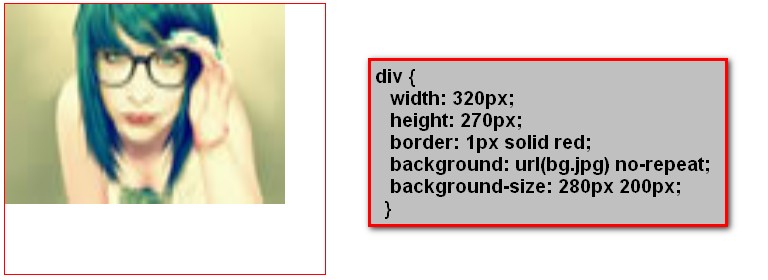 div {
width: 320px;
height: 270px;
border: 1px solid red;
background: url(bg.jpg) no-repeat;
background-size: 280px 200px;
}